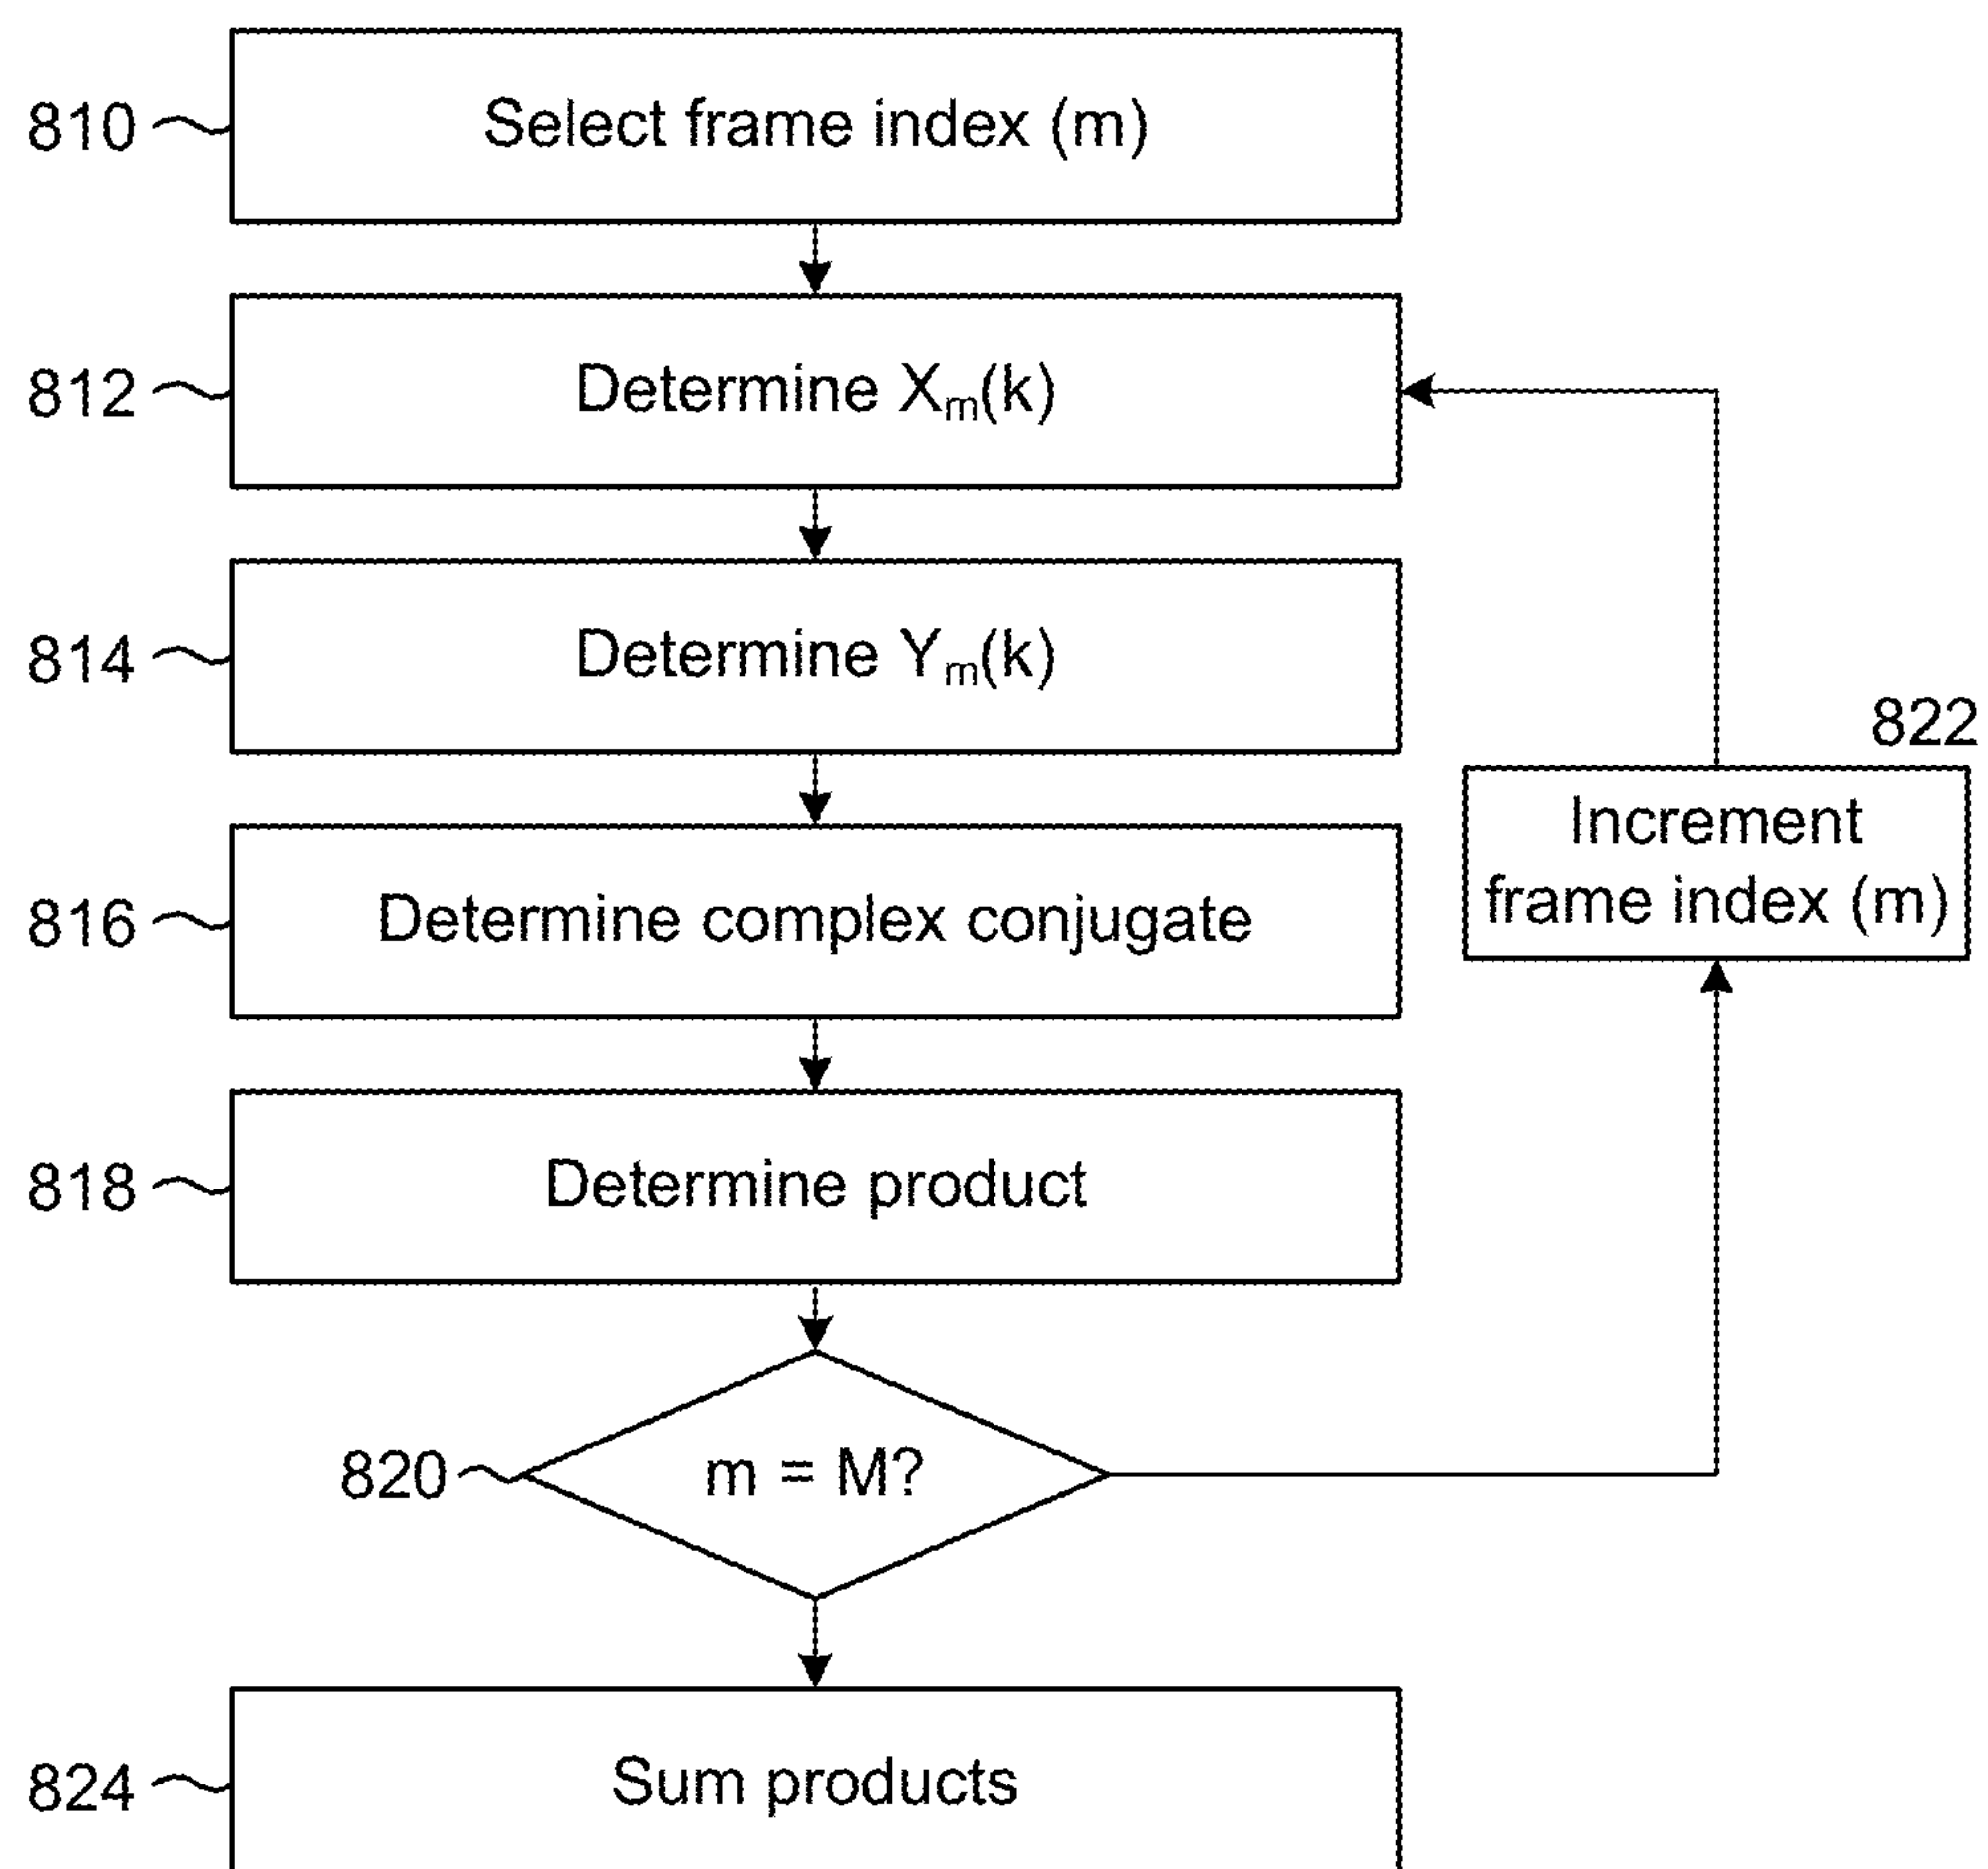 810
Select frame index (m)
812
Determine Xm(k)
814
Determine Ym(k)
822
Increment
frame index (m)
816
Determine complex conjugate
818
Determine product
820
m = M?
824
Sum products